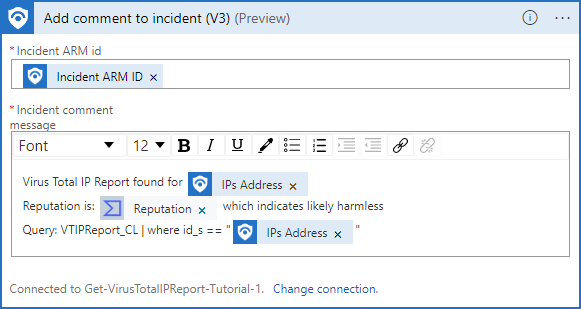 Add comment to incident (V3) (Preview)
* Incident ARM id
Incident ARM ID ×
* Incident comment
message
Font 12 B I U
Virus Total IP Report found for IPs Address ×
Reputation is: Reputation × which indicates likely harmless
Query: VTIPReport_CL | where id_s == " IPs Address × "
Connected to Get-VirusTotalIPReport-Tutorial-1. Change connection.